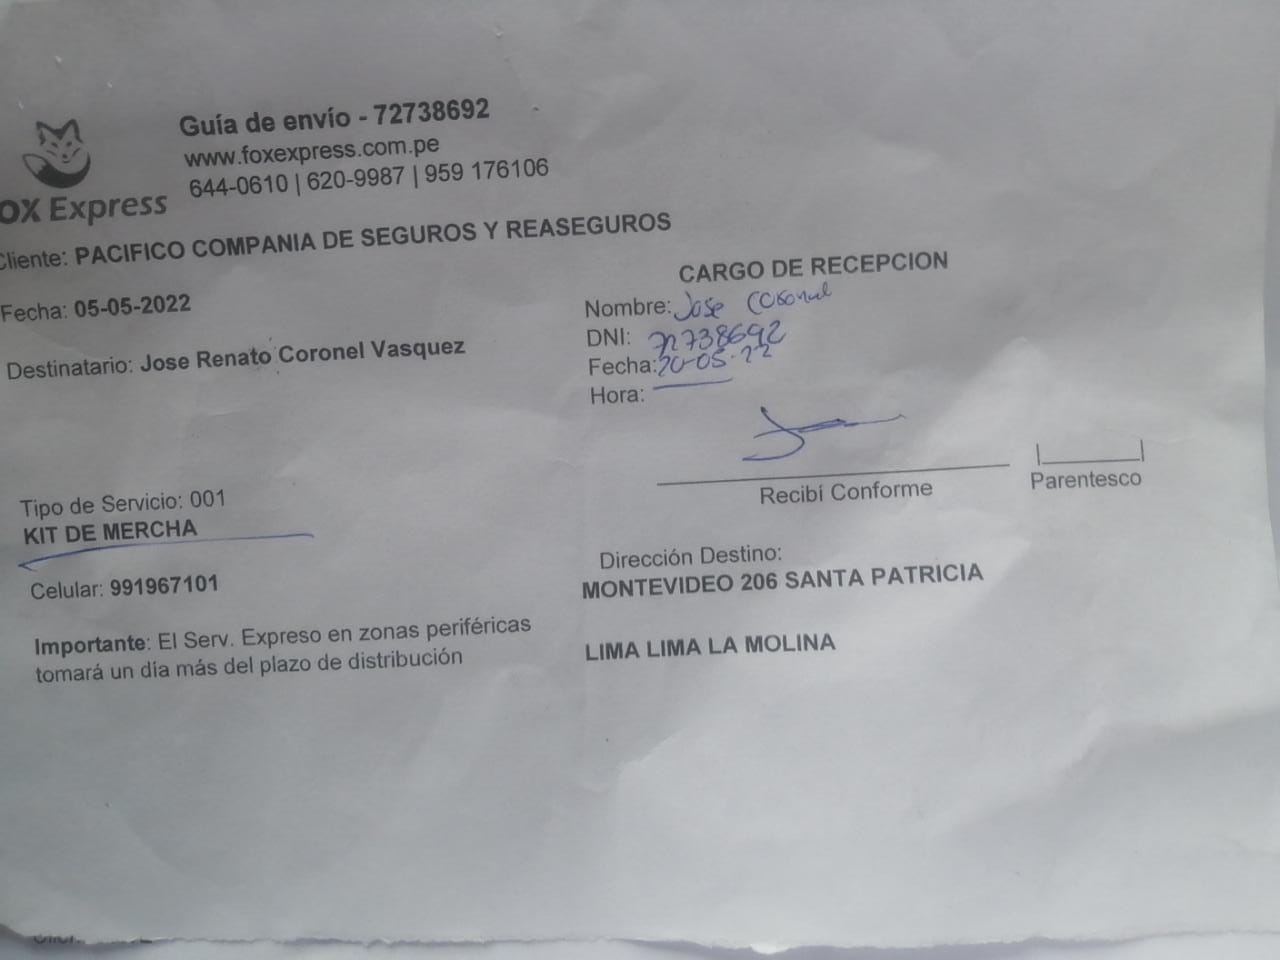 Guía de envío - 72738692
www.foxexpress.com.pe
644-0610 | 620-9987 | 959 176106
OX Express
Cliente: PACIFICO COMPANIA DE SEGUROS Y REASEGUROS
Fecha: 05-05-2022
Destinatario: Jose Renato Coronel Vasquez
CARGO DE RECEPCION
Nombre: Jose Coronel
DNI: 72738692
Fecha: 20-05-22
Hora:
Recibí Conforme
Parentesco
Tipo de Servicio: 001
KIT DE MERCHA
Celular: 991967101
Importante: El Serv. Expreso en zonas periféricas
tomará un día más del plazo de distribución
Dirección Destino:
MONTEVIDEO 206 SANTA PATRICIA
LIMA LIMA LA MOLINA